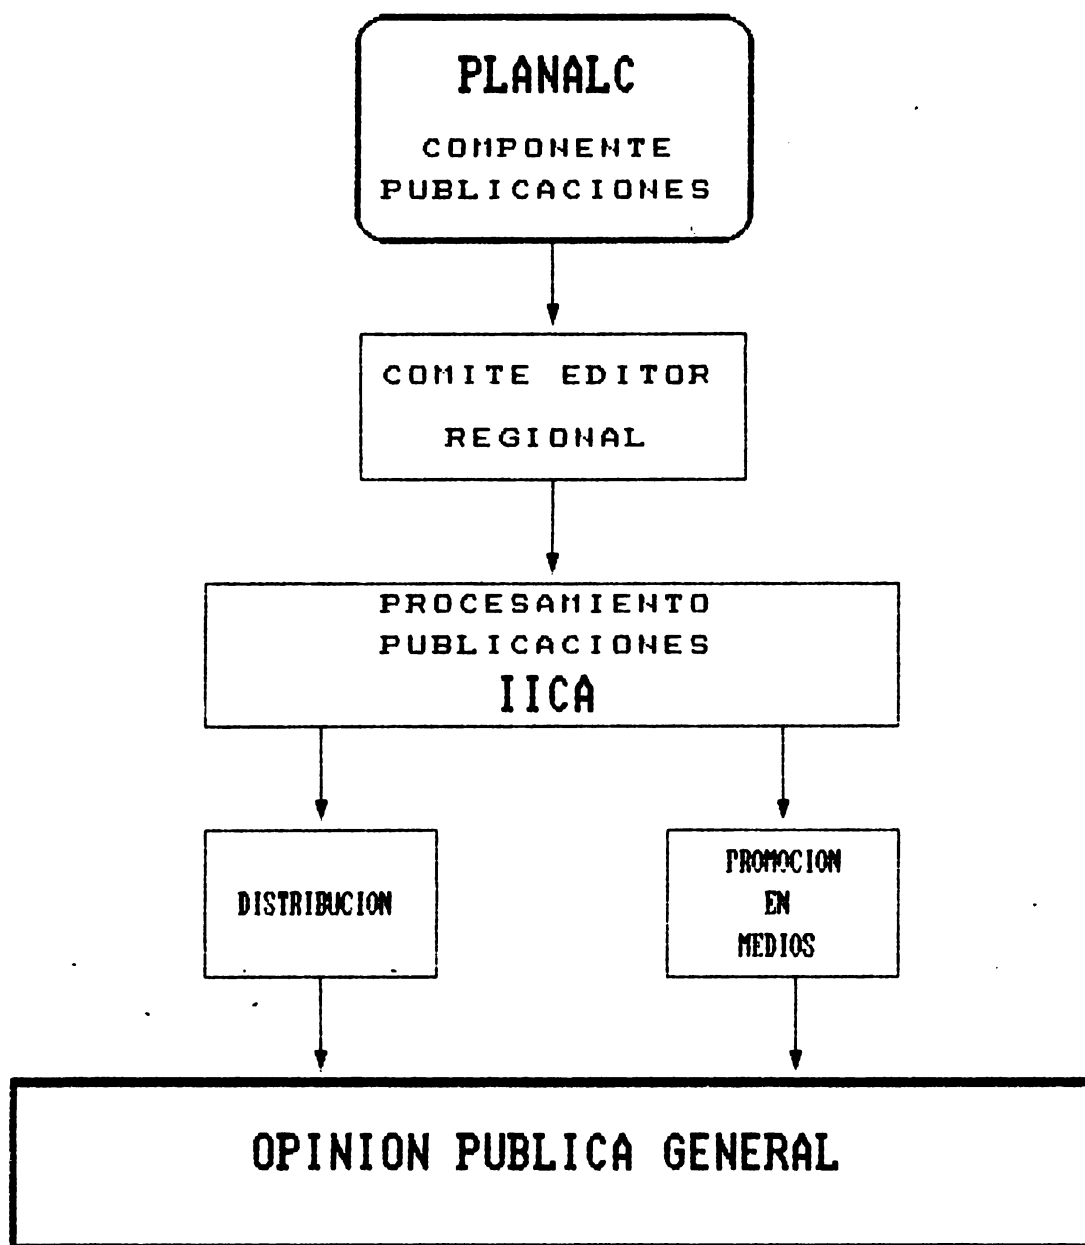 PLANALC
COMPONENTE
PUBLICACIONES
COMITE EDITOR
REGIONAL
PROCESAMIENTO
PUBLICACIONES
IICA
DISTRIBUCION
PROMOCION
EN
MEDIOS
OPINION PUBLICA GENERAL